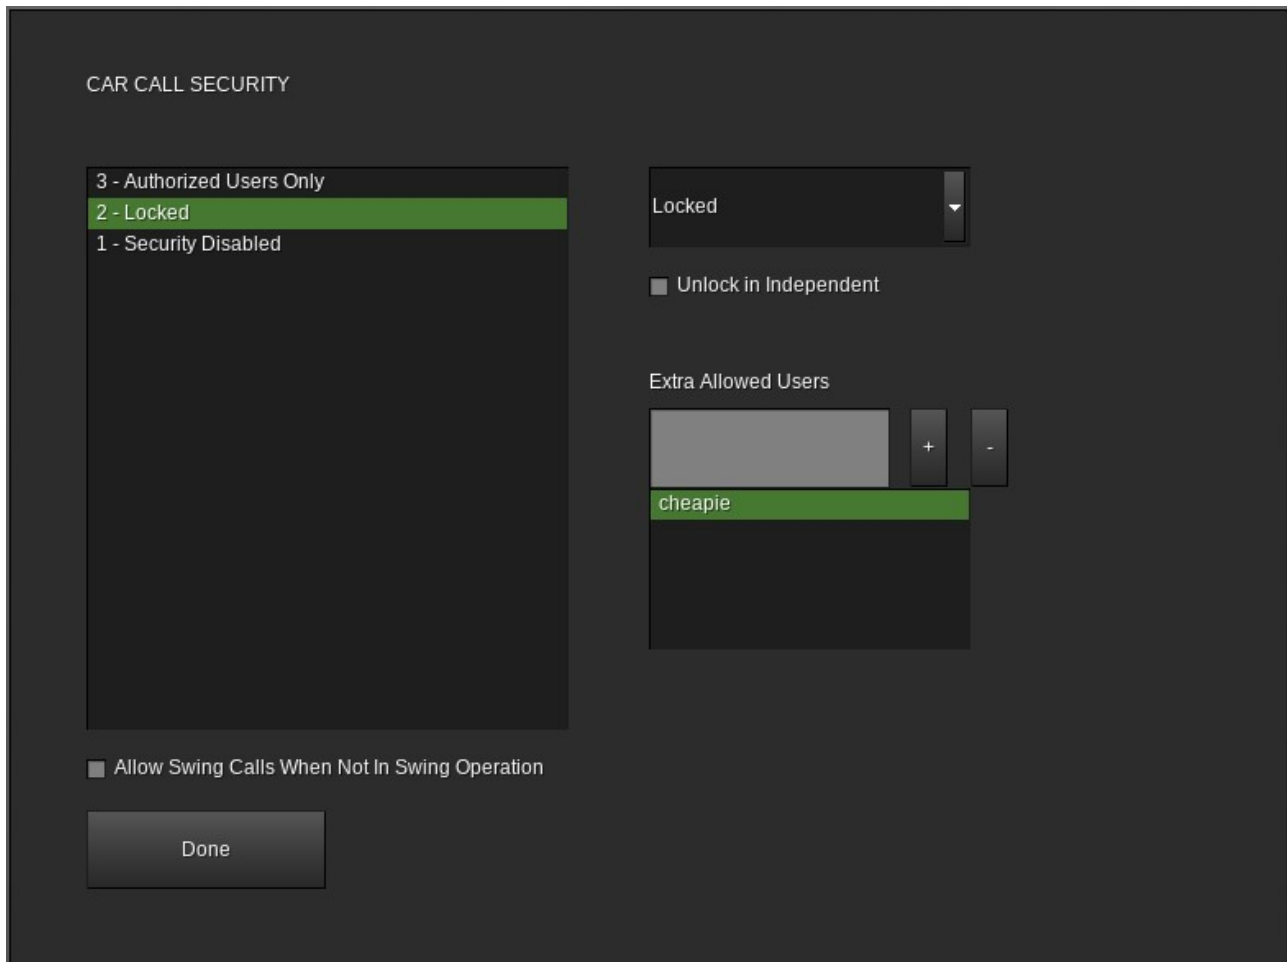 CAR CALL SECURITY
3 - Authorized Users Only
2 - Locked
1 - Security Disabled
Locked
Unlock in Independent
Extra Allowed Users
+
-
cheapie
Allow Swing Calls When Not In Swing Operation
Done